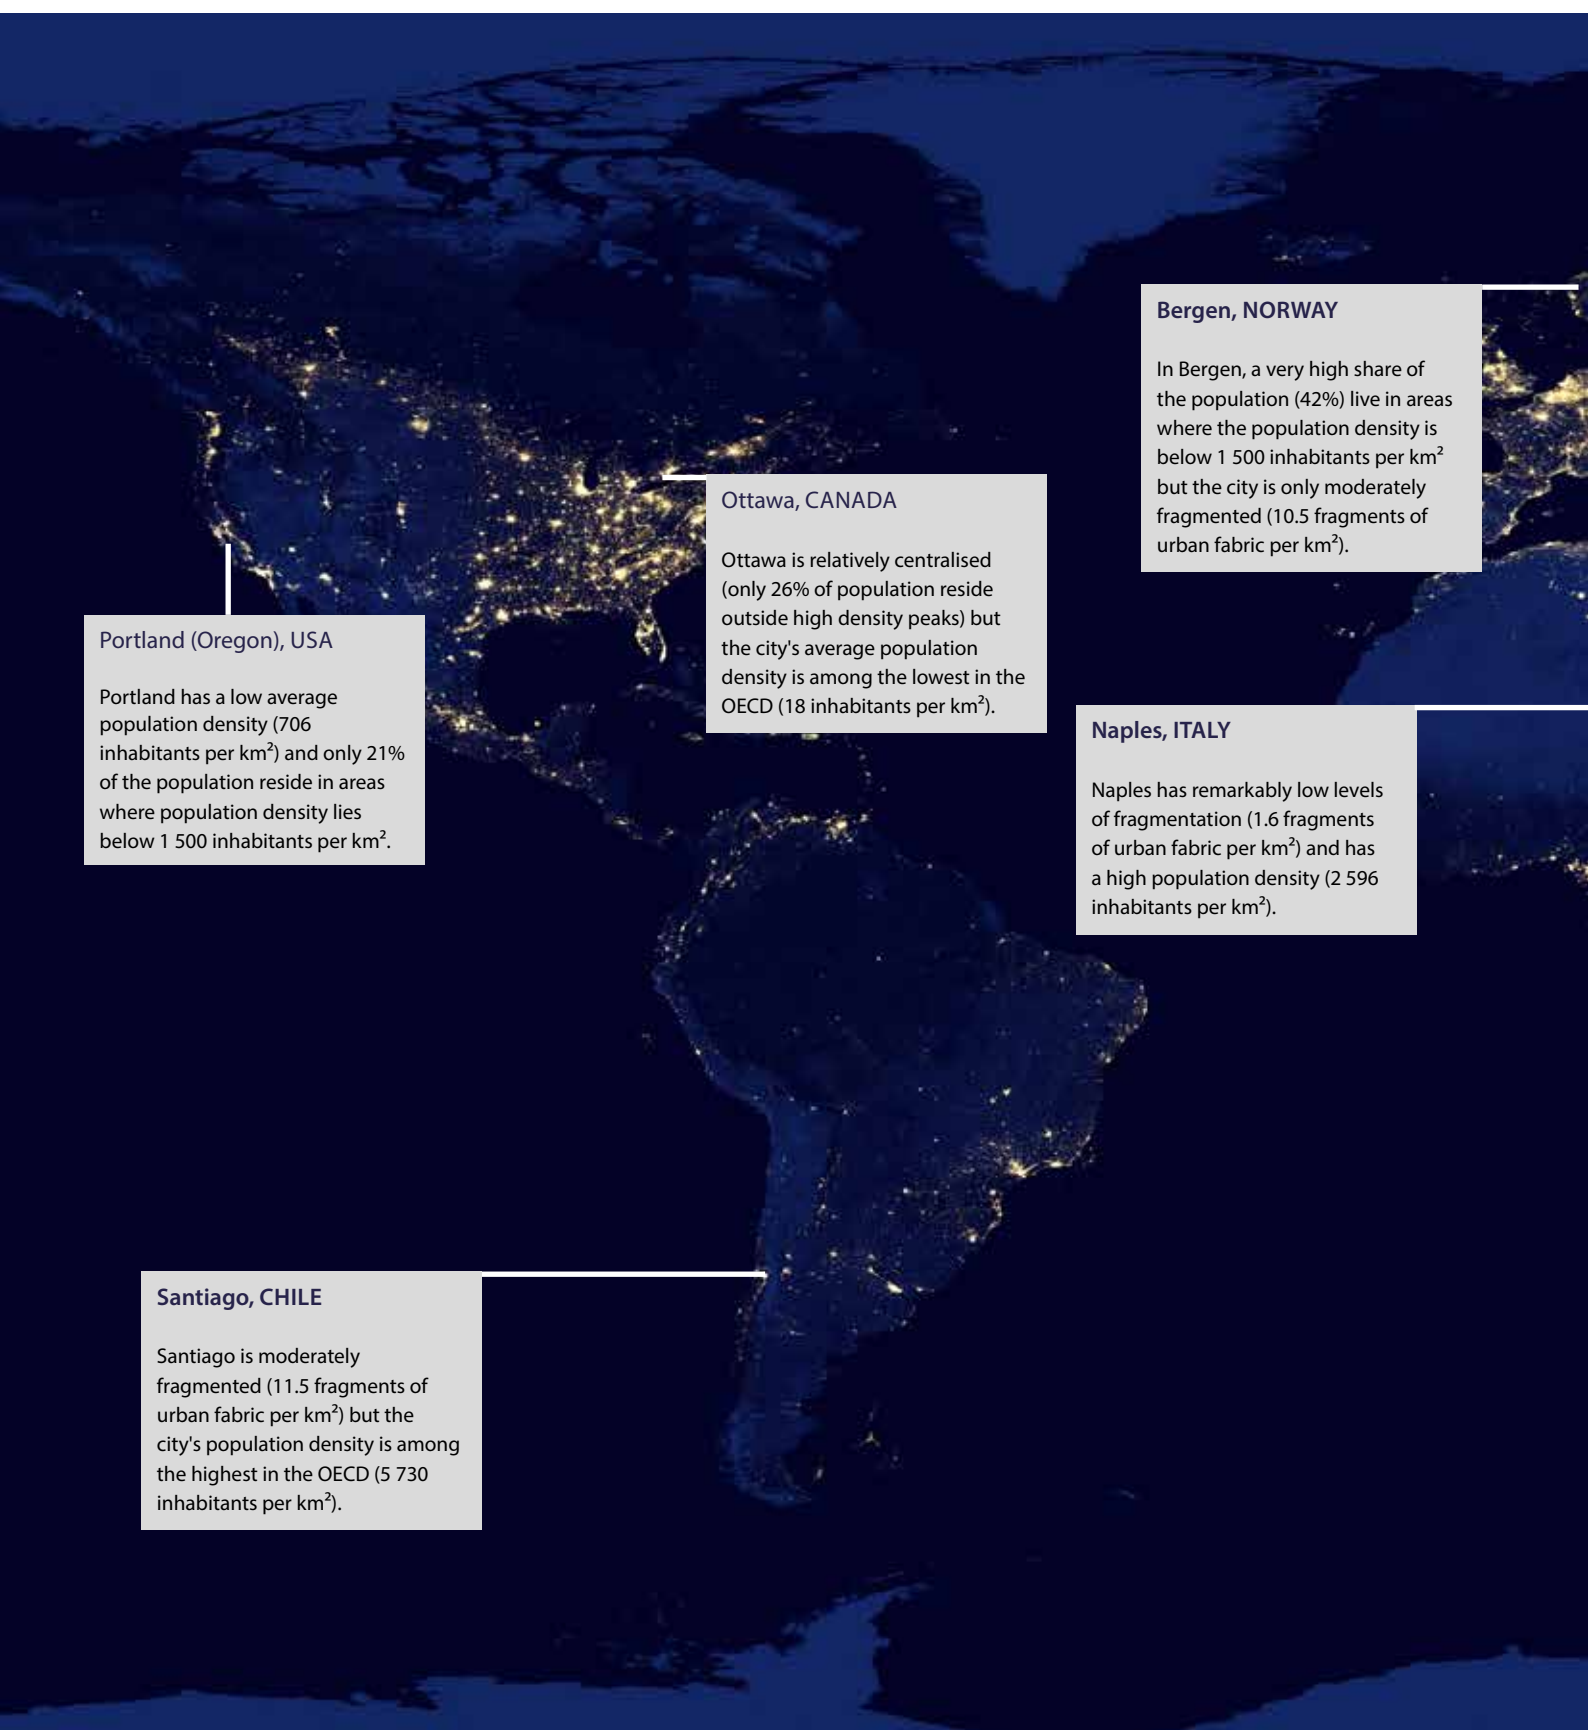 Bergen, NORWAY
In Bergen, a very high share of
the population (42%) live in areas
where the population density is
below 1 500 inhabitants per km²
but the city is only moderately
fragmented (10.5 fragments of
urban fabric per km²).
Ottawa, CANADA
Ottawa is relatively centralised
(only 26% of population reside
outside high density peaks) but
the city's average population
density is among the lowest in the
OECD (18 inhabitants per km²).
Portland (Oregon), USA
Portland has a low average
population density (706
inhabitants per km²) and only 21%
of the population reside in areas
where population density lies
below 1 500 inhabitants per km².
Naples, ITALY
Naples has remarkably low levels
of fragmentation (1.6 fragments
of urban fabric per km²) and has
a high population density (2 596
inhabitants per km²).
Santiago, CHILE
Santiago is moderately
fragmented (11.5 fragments of
urban fabric per km²) but the
city's population density is among
the highest in the OECD (5 730
inhabitants per km²).